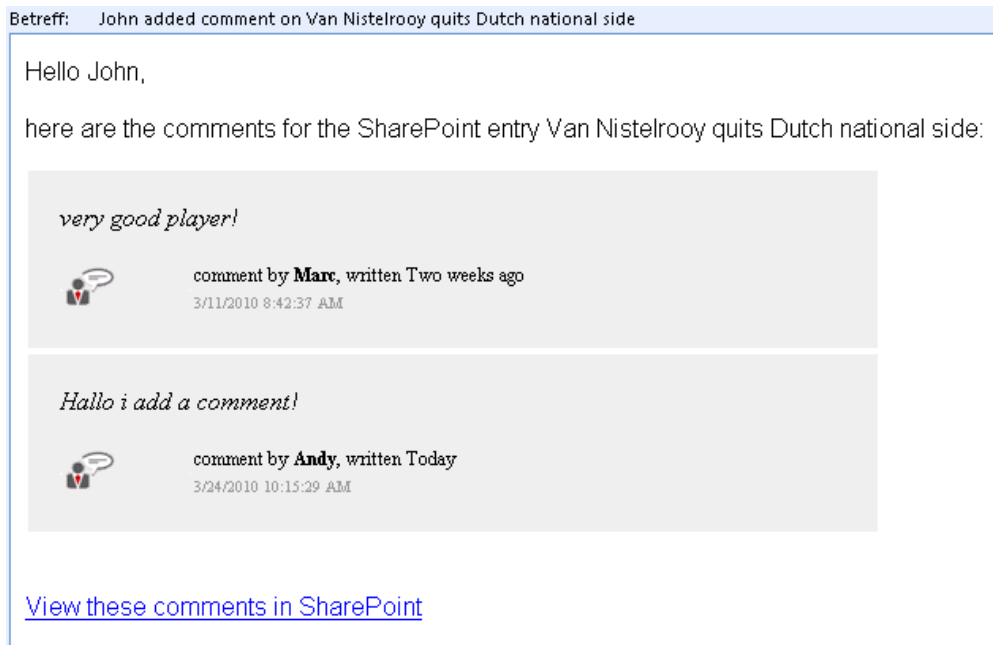 Betreff: John added comment on Van Nistelrooy quits Dutch national side
Hello John,
here are the comments for the SharePoint entry Van Nistelrooy quits Dutch national side:
very good player!
comment by Marc, written Two weeks ago
3/11/2010 8:42:37 AM
Hallo i add a comment!
comment by Andy, written Today
3/24/2010 10:15:29 AM
View these comments in SharePoint